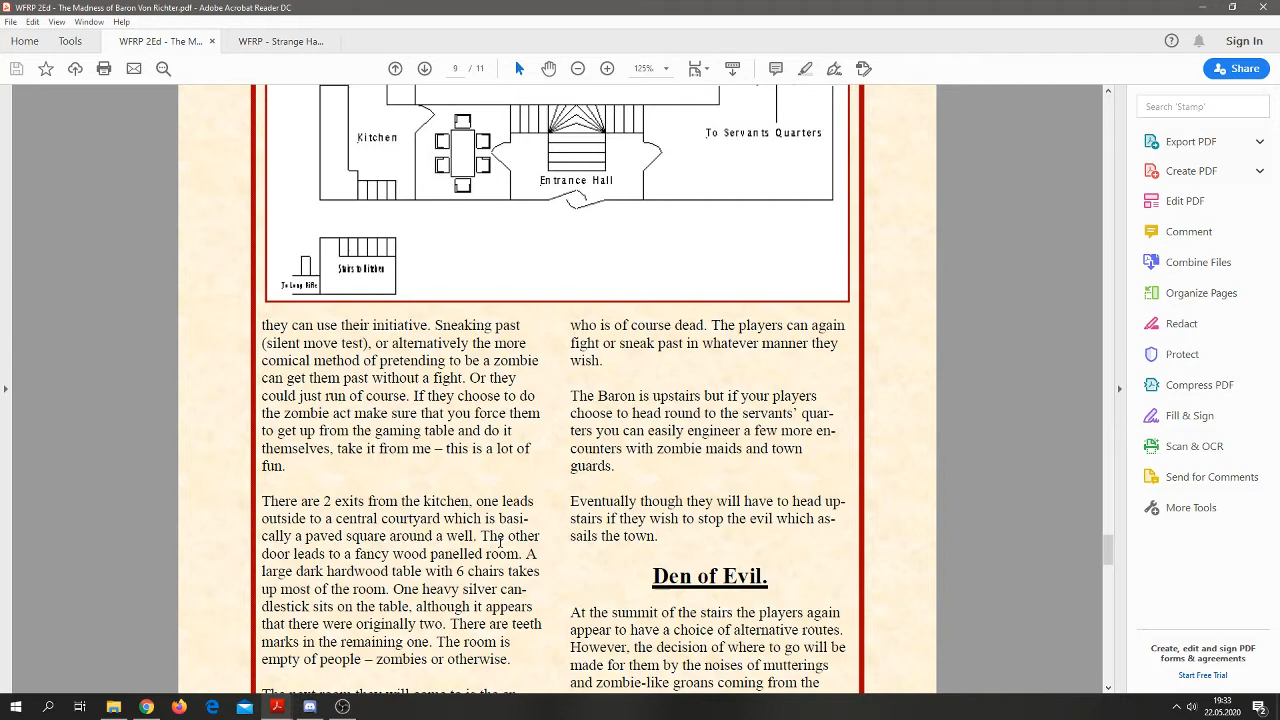 WFRP 2Ed - The Madness of Baron Von Richter.pdf - Adobe Acrobat Reader DC
File Edit View Window Help
Home Tools WFRP 2Ed - The M... × WFRP - Strange Ha... Sign In
9 / 11 125% Share
Kitchen
To Servants Quarters
Entrance Hall
Stairs to Kitchen
they can use their initiative. Sneaking past
(silent move test), or alternatively the more
comical method of pretending to be a zombie
can get them past without a fight. Or they
could just run of course. If they choose to do
the zombie act make sure that you force them
to get up from the gaming table and do it
themselves, take it from me – this is a lot of
fun.
There are 2 exits from the kitchen, one leads
outside to a central courtyard which is basi-
cally a paved square around a well. The other
door leads to a fancy wood panelled room. A
large dark hardwood table with 6 chairs takes
up most of the room. One heavy silver can-
dlestick sits on the table, although it appears
that there were originally two. There are teeth
marks in the remaining one. The room is
empty of people – zombies or otherwise.
who is of course dead. The players can again
fight or sneak past in whatever manner they
wish.
The Baron is upstairs but if your players
choose to head round to the servants' quar-
ters you can easily engineer a few more en-
counters with zombie maids and town
guards.
Eventually though they will have to head up-
stairs if they wish to stop the evil which as-
sails the town.
Den of Evil.
At the summit of the stairs the players again
appear to have a choice of alternative routes.
However, the decision of where to go will be
made for them by the noises of mutterings
and zombie-like groans coming from the
Search 'Stamp'
Export PDF
Create PDF
Edit PDF
Comment
Combine Files
Organize Pages
Redact
Protect
Compress PDF
Fill & Sign
Scan & OCR
Send for Comments
More Tools
Create, edit and sign PDF
forms & agreements
Start Free Trial
19:33
22.05.2020